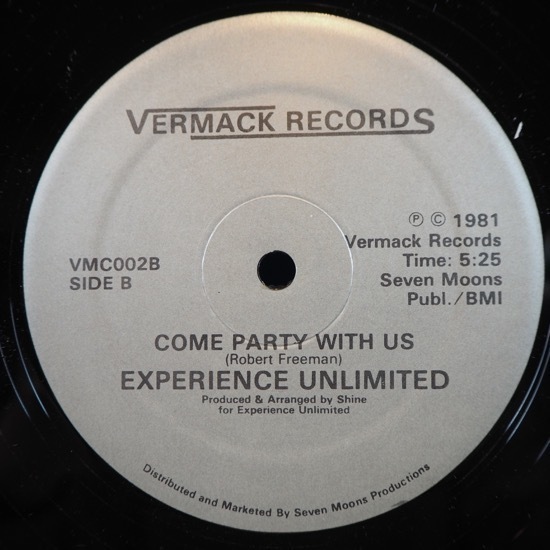 VERMACK RECORDS
℗ © 1981
Vermack Records
Time: 5:25
Seven Moons
Publ./BMI
VMC002B
SIDE B
COME PARTY WITH US
(Robert Freeman)
EXPERIENCE UNLIMITED
Produced & Arranged by Shine
for Experience Unlimited
Distributed and Marketed By Seven Moons Productions